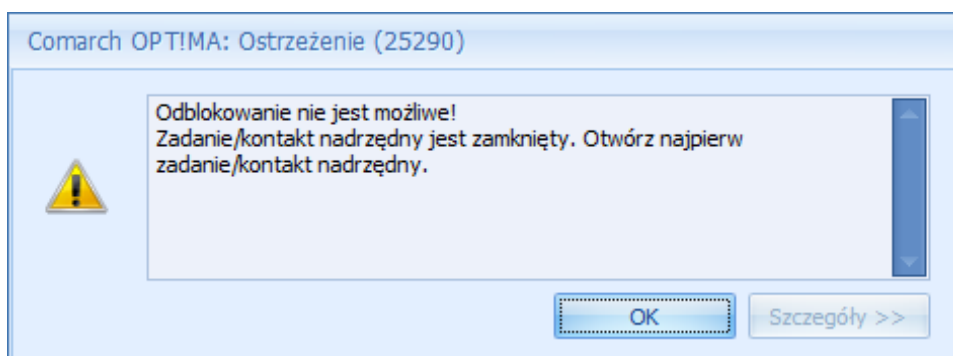 Comarch OPT!MA: Ostrzeżenie (25290)
Odblokowanie nie jest możliwe!
Zadanie/kontakt nadrzędny jest zamknięty. Otwórz najpierw
zadanie/kontakt nadrzędny.
OK
Szczegóły >>